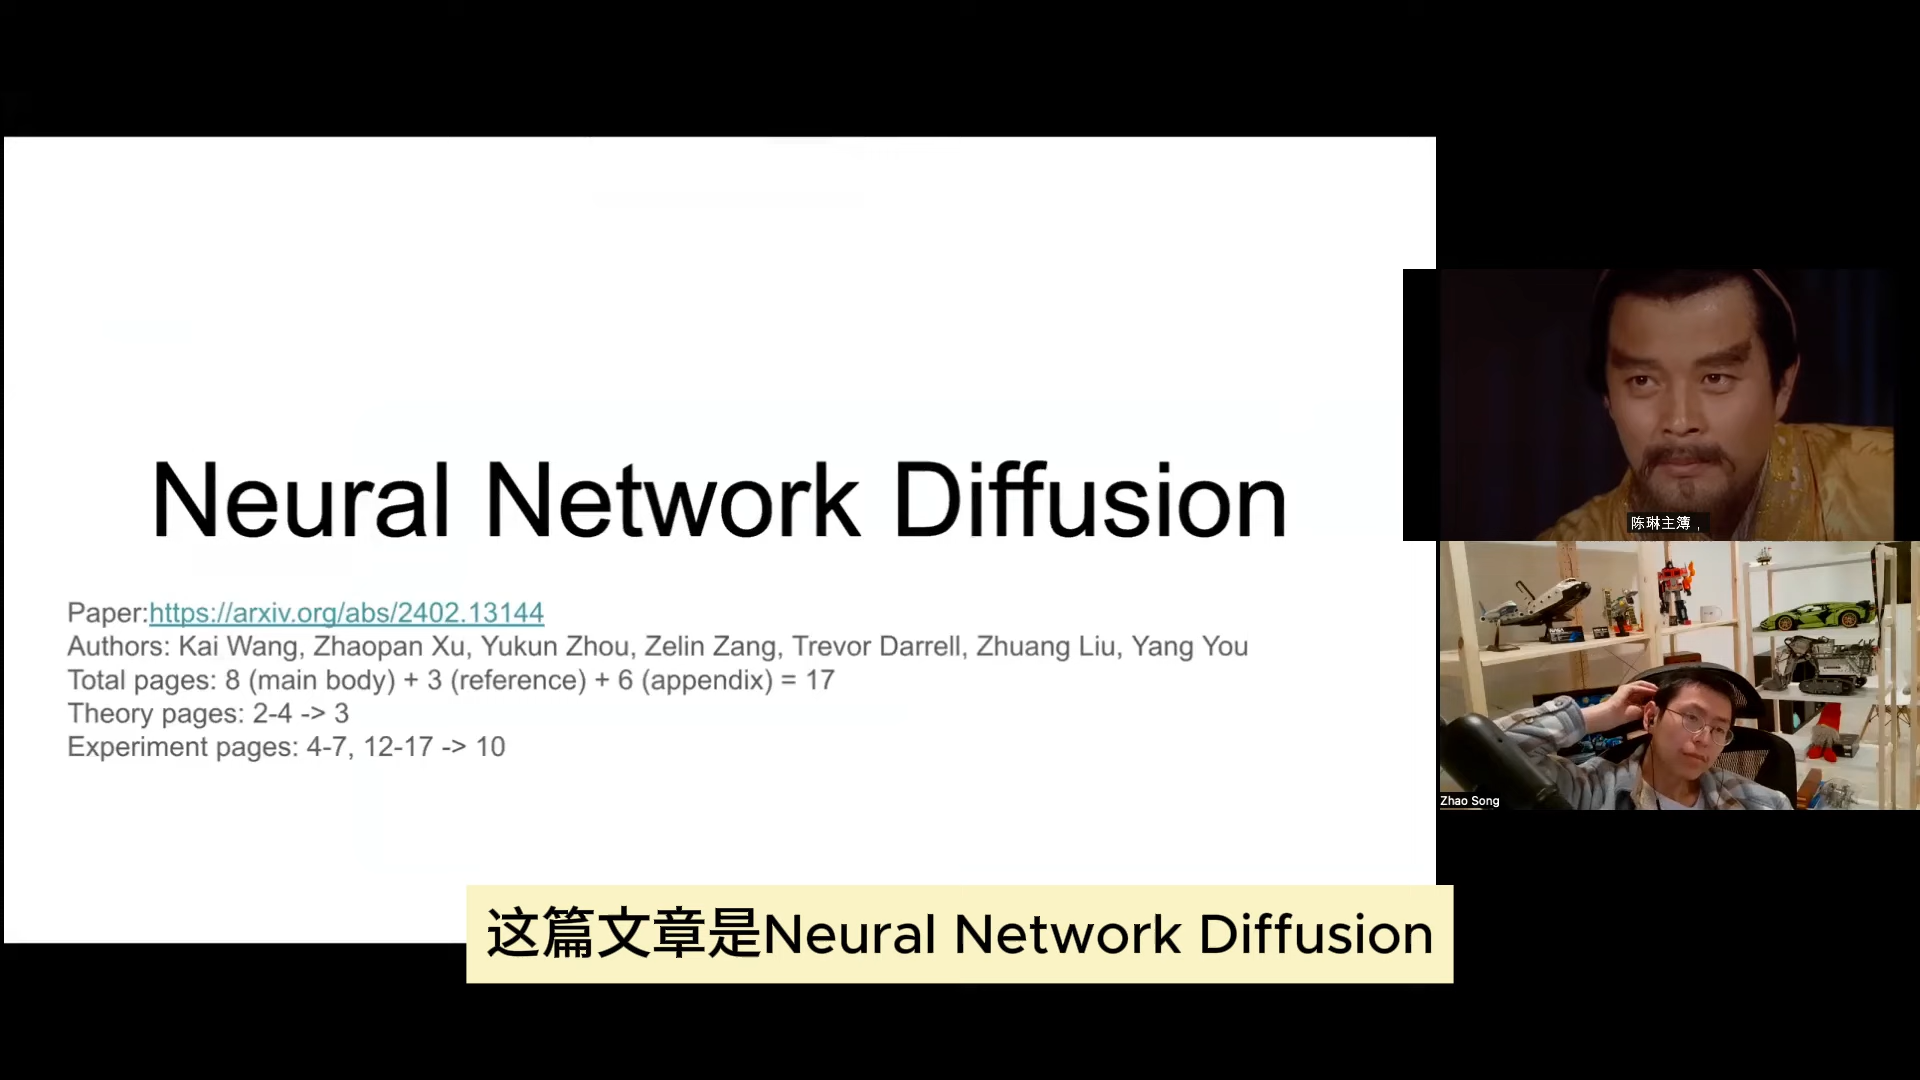 Neural Network Diffusion
Paper:https://arxiv.org/abs/2402.13144
Authors: Kai Wang, Zhaopan Xu, Yukun Zhou, Zelin Zang, Trevor Darrell, Zhuang Liu, Yang You
Total pages: 8 (main body) + 3 (reference) + 6 (appendix) = 17
Theory pages: 2-4 -> 3
Experiment pages: 4-7, 12-17 -> 10
陈琳主簿，
Zhao Song
这篇文章是Neural Network Diffusion